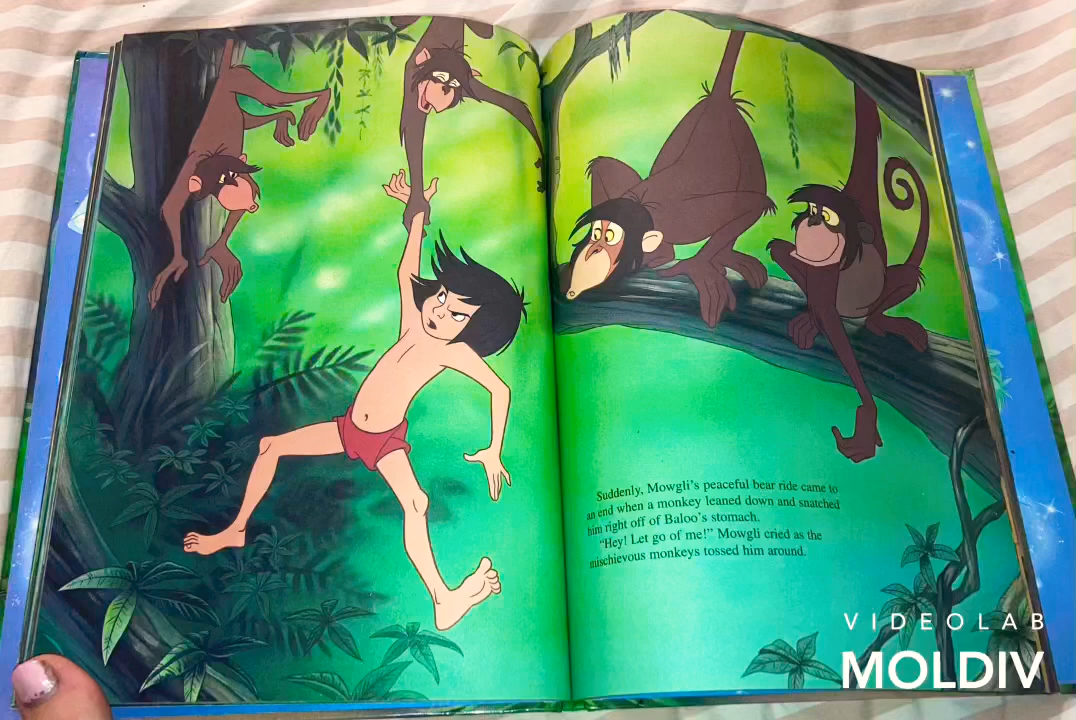 Suddenly, Mowgli's peaceful bear ride came to
an end when a monkey leaned down and snatched
him right off of Baloo's stomach.
"Hey! Let go of me!" Mowgli cried as the
mischievous monkeys tossed him around.
VIDEOLAB
MOLDIV